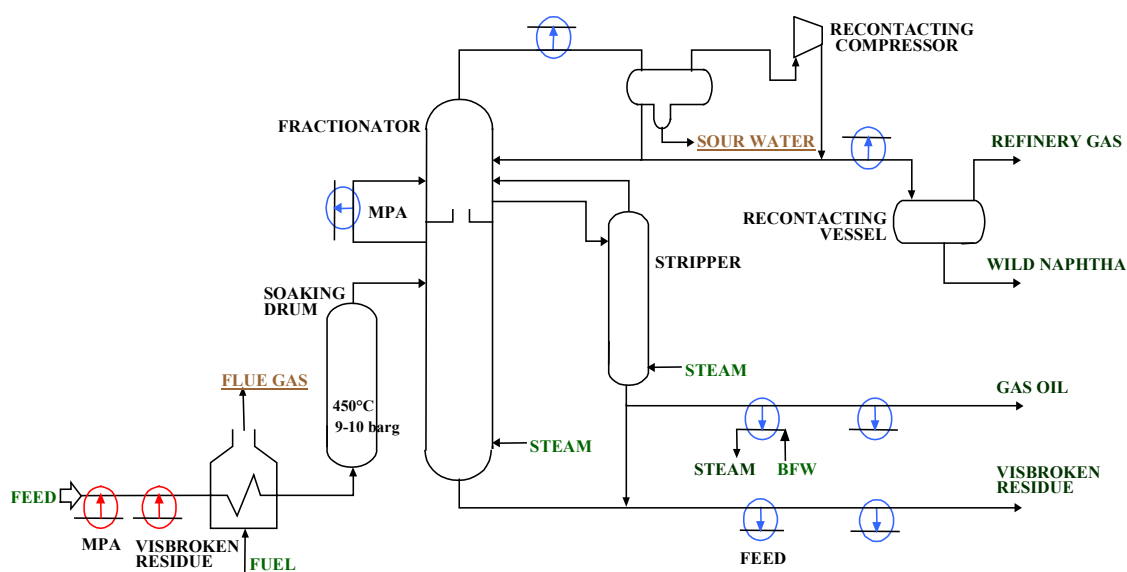 RECONTACTING
COMPRESSOR
FRACTIONATOR
SOUR WATER
REFINERY GAS
MPA
RECONTACTING
VESSEL
STRIPPER
WILD NAPHTHA
SOAKING
DRUM
FLUE GAS
STEAM
GAS OIL
450°C
9-10 barg
STEAM
STEAM
BFW
VISBROKEN
RESIDUE
FEED
MPA
VISBROKEN
RESIDUE
FUEL
FEED